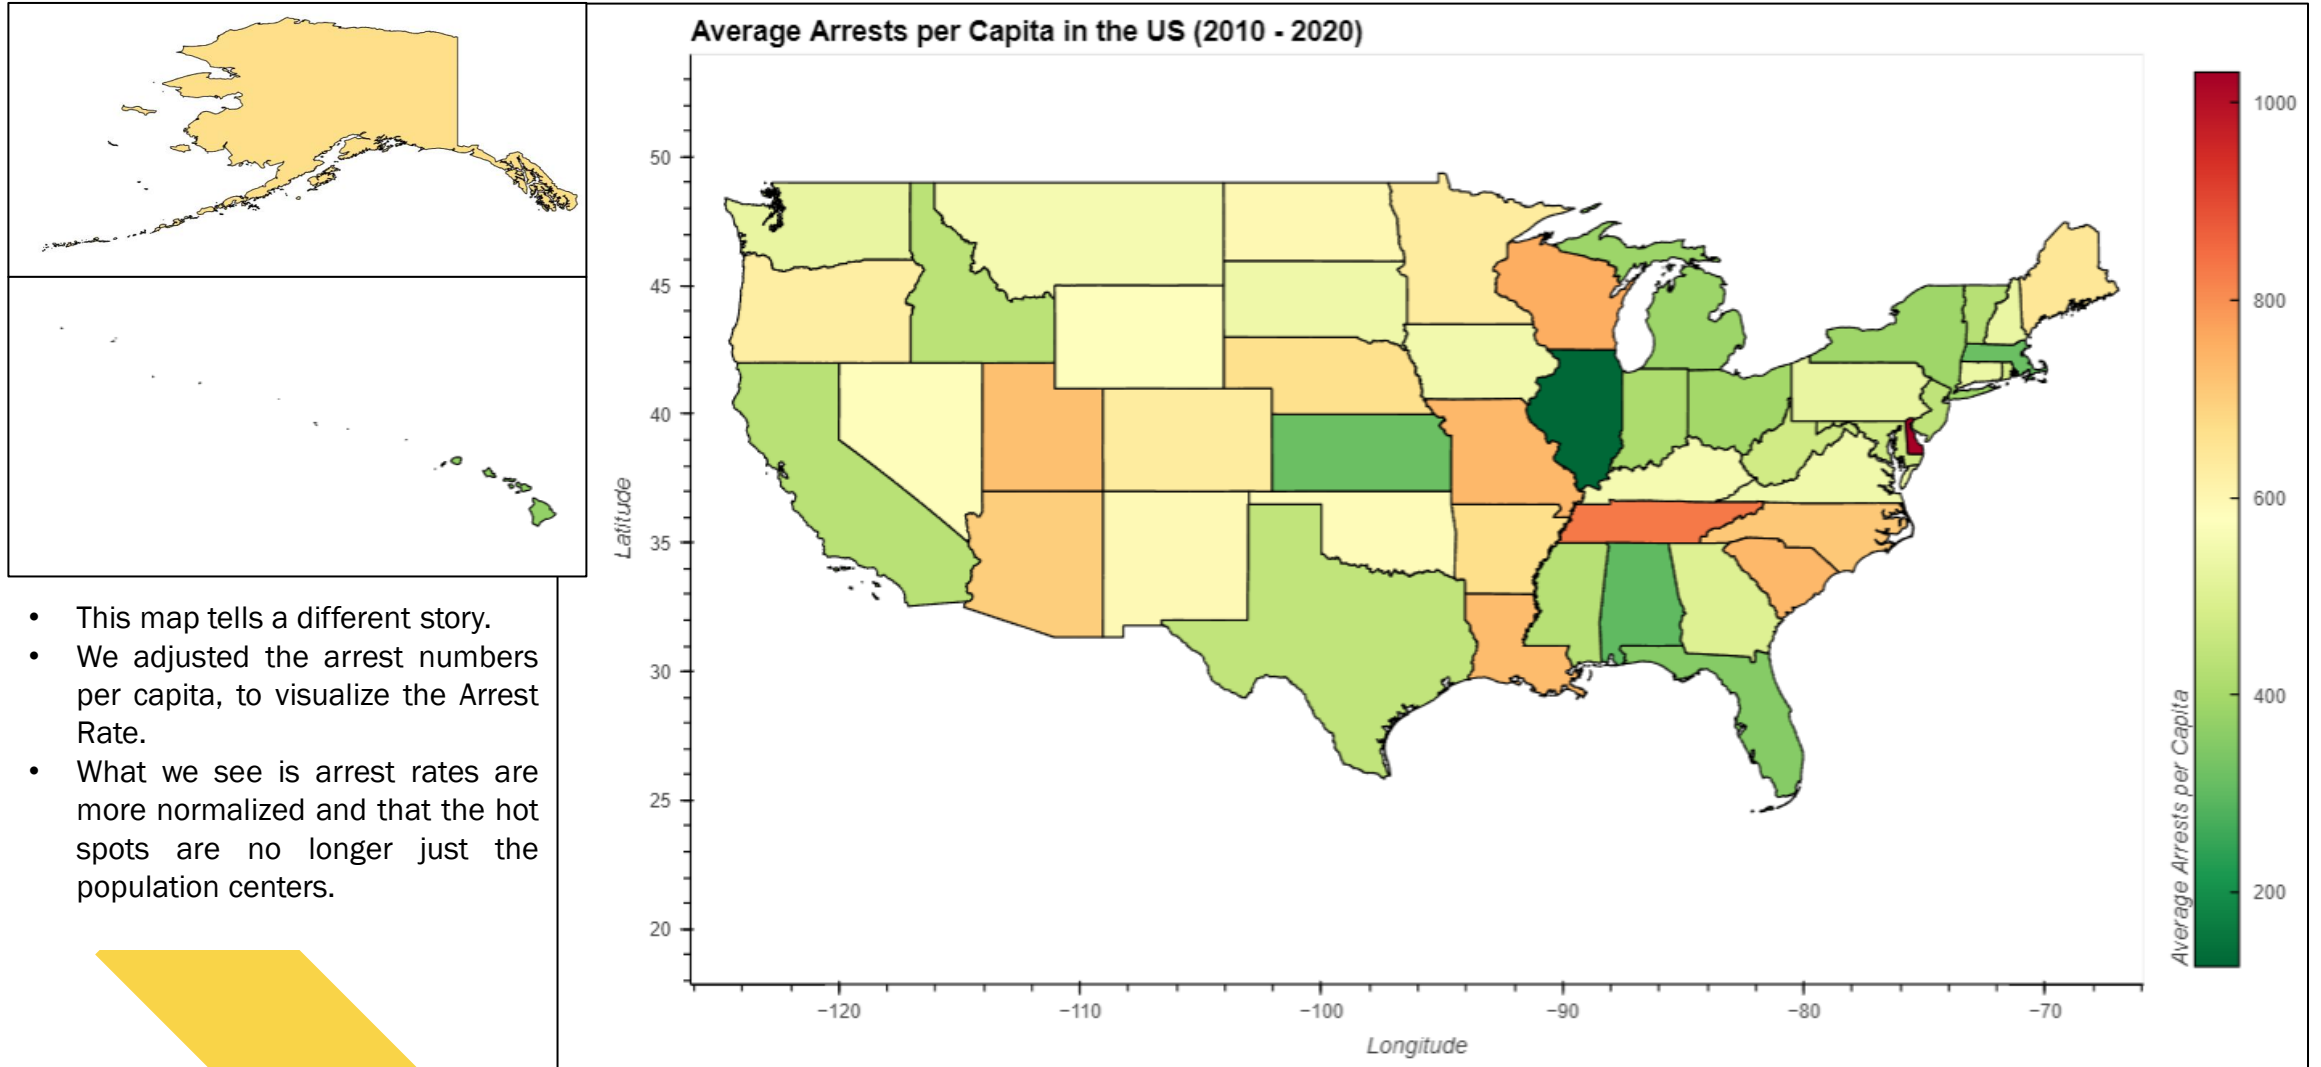 Average Arrests per Capita in the US (2010 - 2020)
50
45
40
35
30
25
20
Latitude
−120
−110
−100
−90
−80
−70
Longitude
1000
800
600
400
200
Average Arrests per Capita
• This map tells a different story.
• We adjusted the arrest numbers
per capita, to visualize the Arrest
Rate.
• What we see is arrest rates are
more normalized and that the hot
spots are no longer just the
population centers.